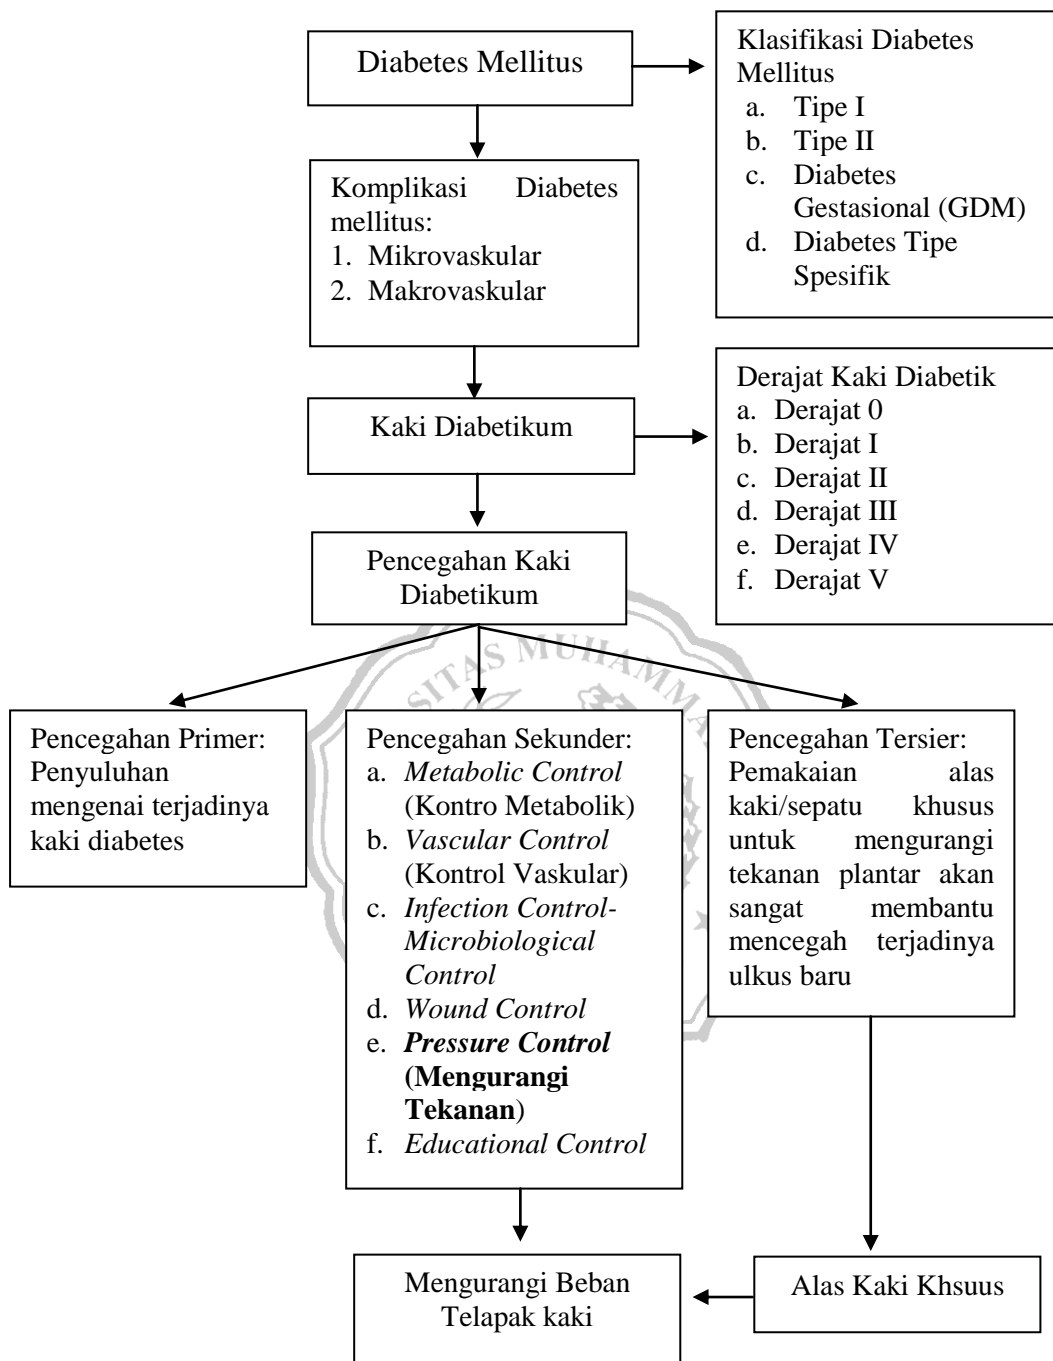 Diabetes Mellitus
Klasifikasi Diabetes
Mellitus
a. Tipe I
b. Tipe II
c. Diabetes
Gestasional (GDM)
d. Diabetes Tipe
Spesifik
Komplikasi Diabetes
mellitus:
1. Mikrovaskular
2. Makrovaskular
Kaki Diabetikum
Derajat Kaki Diabetik
a. Derajat 0
b. Derajat I
c. Derajat II
d. Derajat III
e. Derajat IV
f. Derajat V
Pencegahan Kaki
Diabetikum
SITAS MUHAMMA
Pencegahan Primer:
Penyuluhan
mengenai terjadinya
kaki diabetes
Pencegahan Sekunder:
a. Metabolic Control
(Kontro Metabolik)
b. Vascular Control
(Kontrol Vaskular)
c. Infection Control-
Microbiological
Control
d. Wound Control
e. Pressure Control
(Mengurangi
Tekanan)
f. Educational Control
Pencegahan Tersier:
Pemakaian alas
kaki/sepatu khusus
untuk mengurangi
tekanan plantar akan
sangat membantu
mencegah terjadinya
ulkus baru
Mengurangi Beban
Telapak kaki
Alas Kaki Khsuus